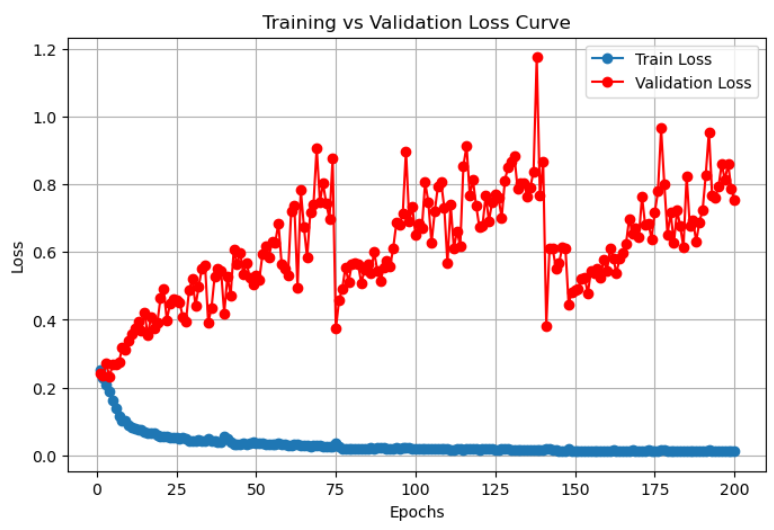 Training vs Validation Loss Curve
Train Loss
Validation Loss
Loss
1.2
1.0
0.8
0.6
0.4
0.2
0.0
0 25 50 75 100 125 150 175 200
Epochs